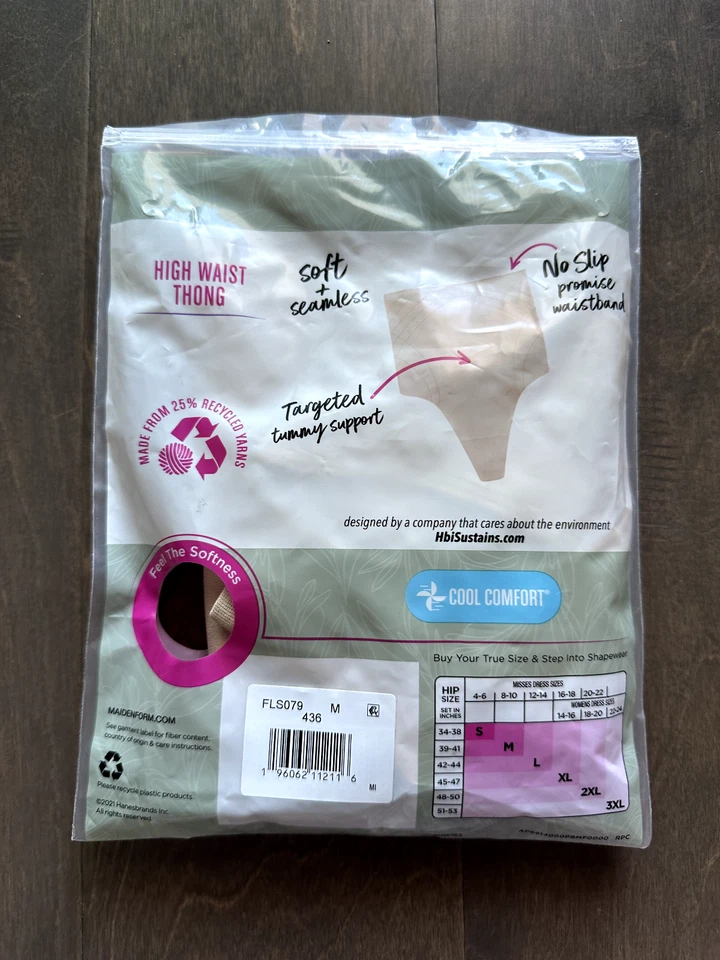 HIGH WAIST
THONG
soft
+
seamless
No Slip
promise
waistband
Targeted
tummy support
MADE FROM 25% RECYCLED YARNS
designed by a company that cares about the environment
HbiSustains.com
Feel The Softness
COOL COMFORT®
Buy Your True Size & Step Into Shapewear
HIP
SIZE
SET IN
INCHES
MISSES DRESS SIZES
4-6 8-10 12-14 16-18 20-22
WOMENS DRESS SIZES
14-16 18-20 22-24
34-38 S
39-41 M
42-44 L
45-47 XL
48-50 2XL
51-53 3XL
FLS079 M
436
1 96062 11211 6
MI
MAIDENFORM.COM
See garment label for fiber content,
country of origin & care instructions.
Please recycle plastic products.
©2021 Hanesbrands Inc.
All rights reserved.
RPC